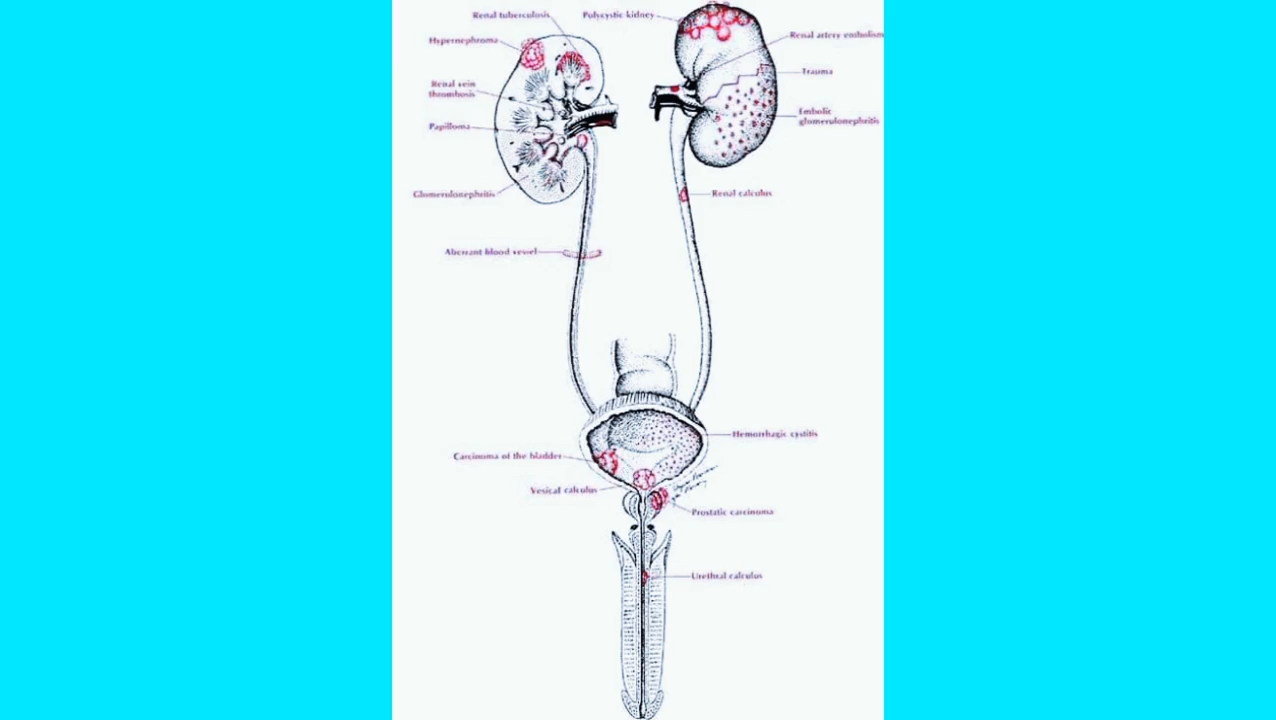 Renal tuberculosis
Polycystic kidney
Hypernephroma
Renal artery embolism
Trauma
Renal vein
thrombosis
Embolic
glomerulonephritis
Papilloma
Glomerulonephritis
Renal calculus
Aberrant blood vessel
Hemorrhagic cystitis
Carcinoma of the bladder
Vesical calculus
Prostatic carcinoma
Urethral calculus